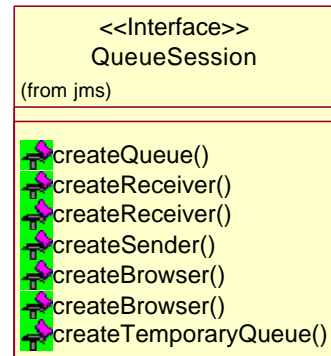 <<Interface>>
QueueSession
(from jms)
createQueue()
createReceiver()
createReceiver()
createSender()
createBrowser()
createBrowser()
createTemporaryQueue()